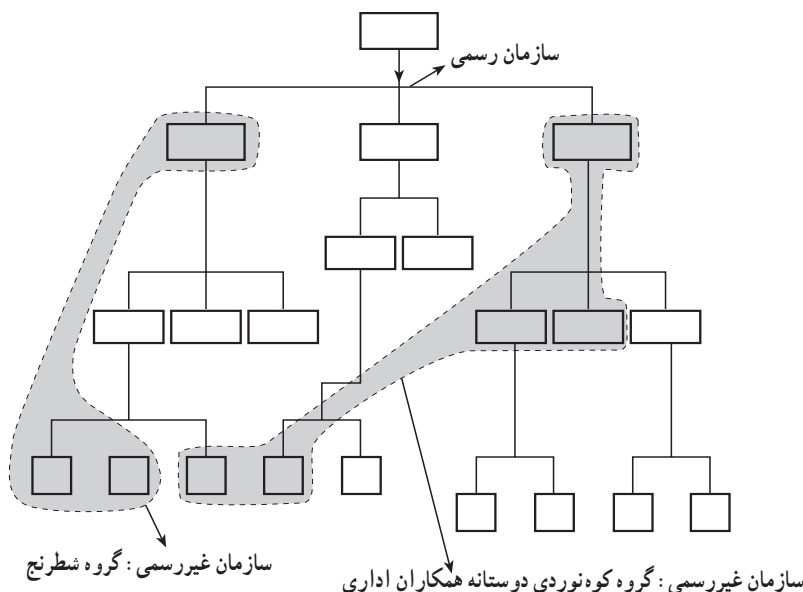 سازمان رسمی
سازمان غیررسمی : گروه شطرنج
سازمان غیررسمی : گروه کوه‌نوردی دوستانه همکاران اداری